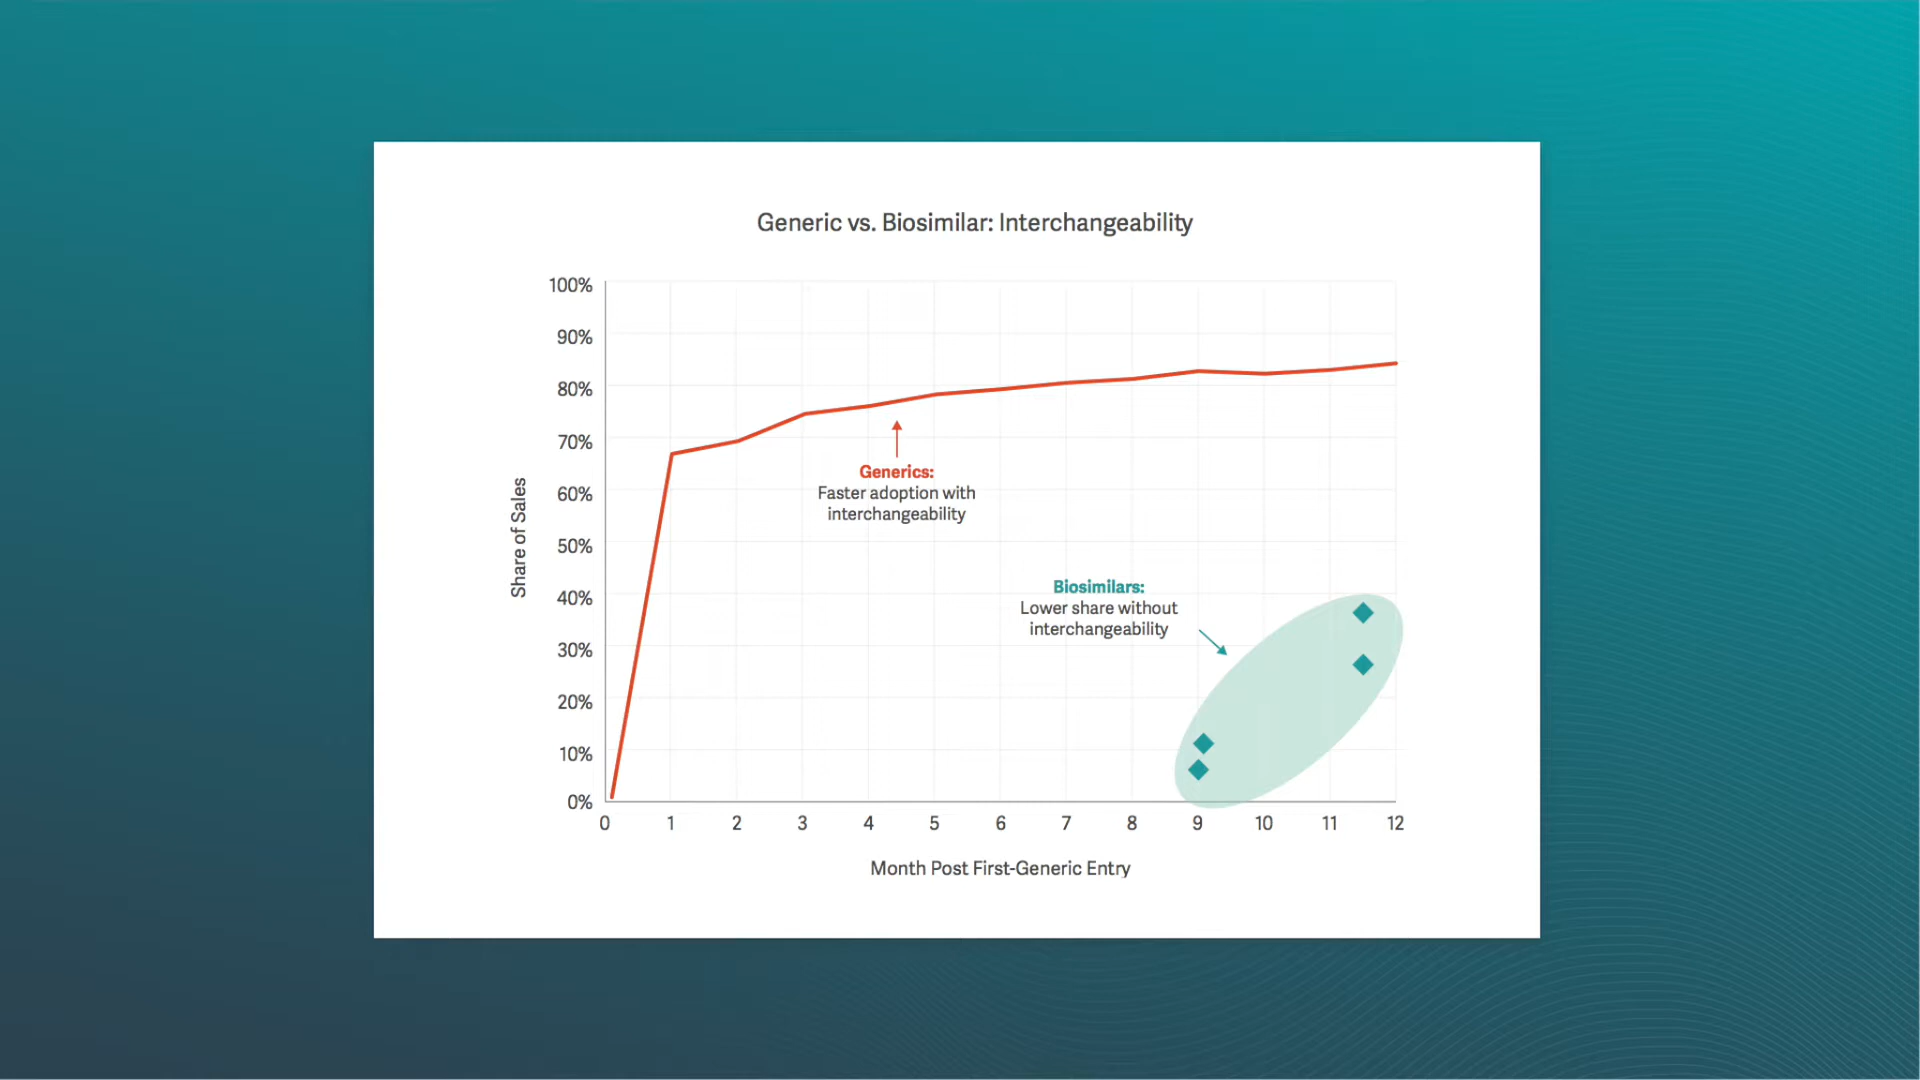 Generic vs. Biosimilar: Interchangeability
100%
90%
80%
70%
60%
50%
40%
30%
20%
10%
0%
Share of Sales
Generics:
Faster adoption with
interchangeability
Biosimilars:
Lower share without
interchangeability
0 1 2 3 4 5 6 7 8 9 10 11 12
Month Post First-Generic Entry